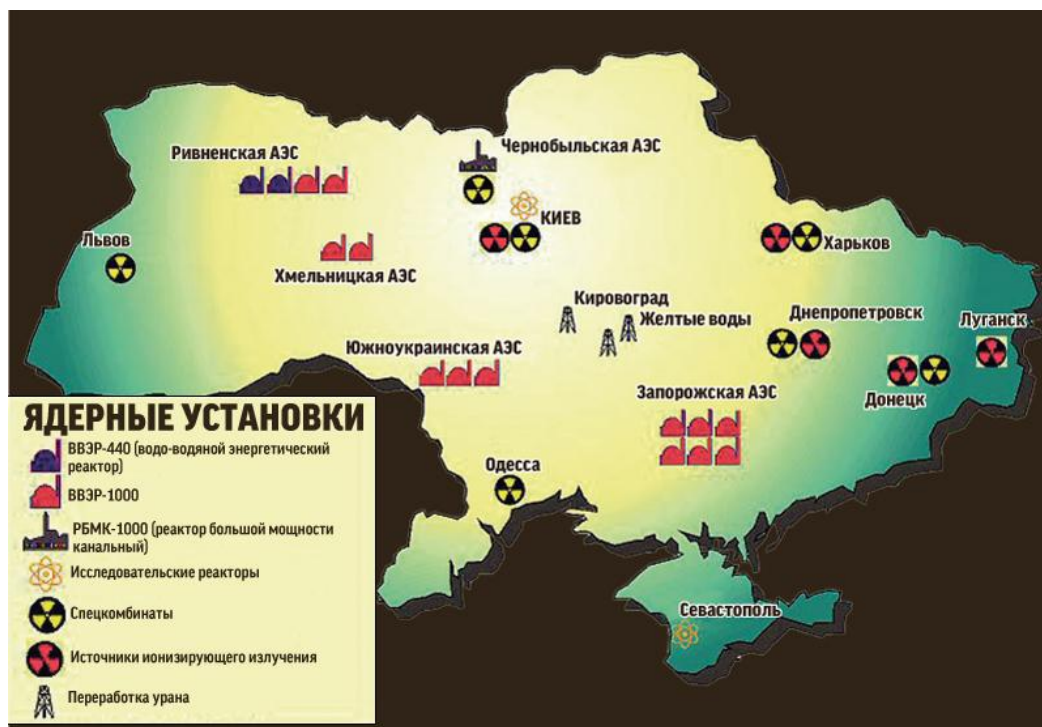 Ривненская АЭС
Чернобыльская АЭС
КИЕВ
Львов
Харьков
Хмельницкая АЭС
Кировоград
Желтые воды
Днепропетровск
Луганск
Южноукраинская АЭС
Донецк
Запорожская АЭС
Одесса
Севастополь
ЯДЕРНЫЕ УСТАНОВКИ
ВВЭР-440 (водо-водяной энергетический
реактор)
ВВЭР-1000
РБМК-1000 (реактор большой мощности
канальный)
Исследовательские реакторы
Спецкомбинаты
Источники ионизирующего излучения
Переработка урана